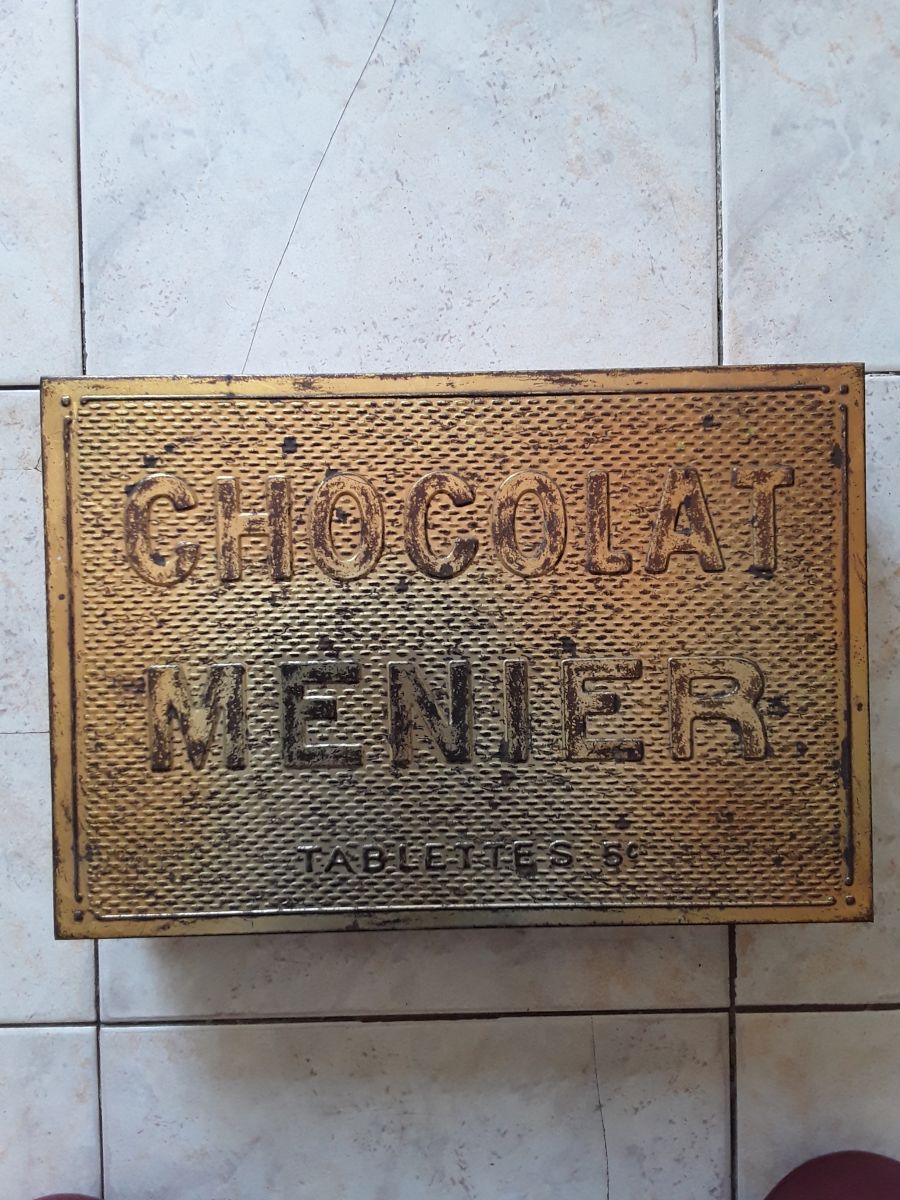 CHOCOLAT
MENIER
TABLETTES 5c